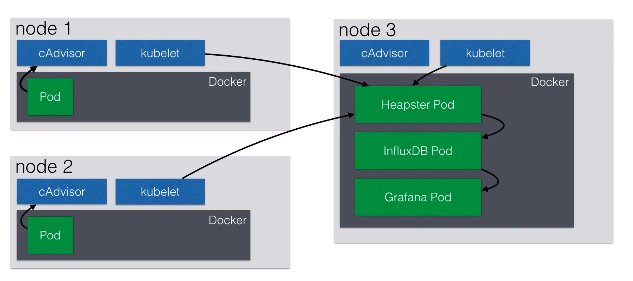 node 1
cAdvisor
kubelet
Docker
Pod
node 2
cAdvisor
kubelet
Docker
Pod
node 3
cAdvisor
kubelet
Docker
Heapster Pod
InfluxDB Pod
Grafana Pod